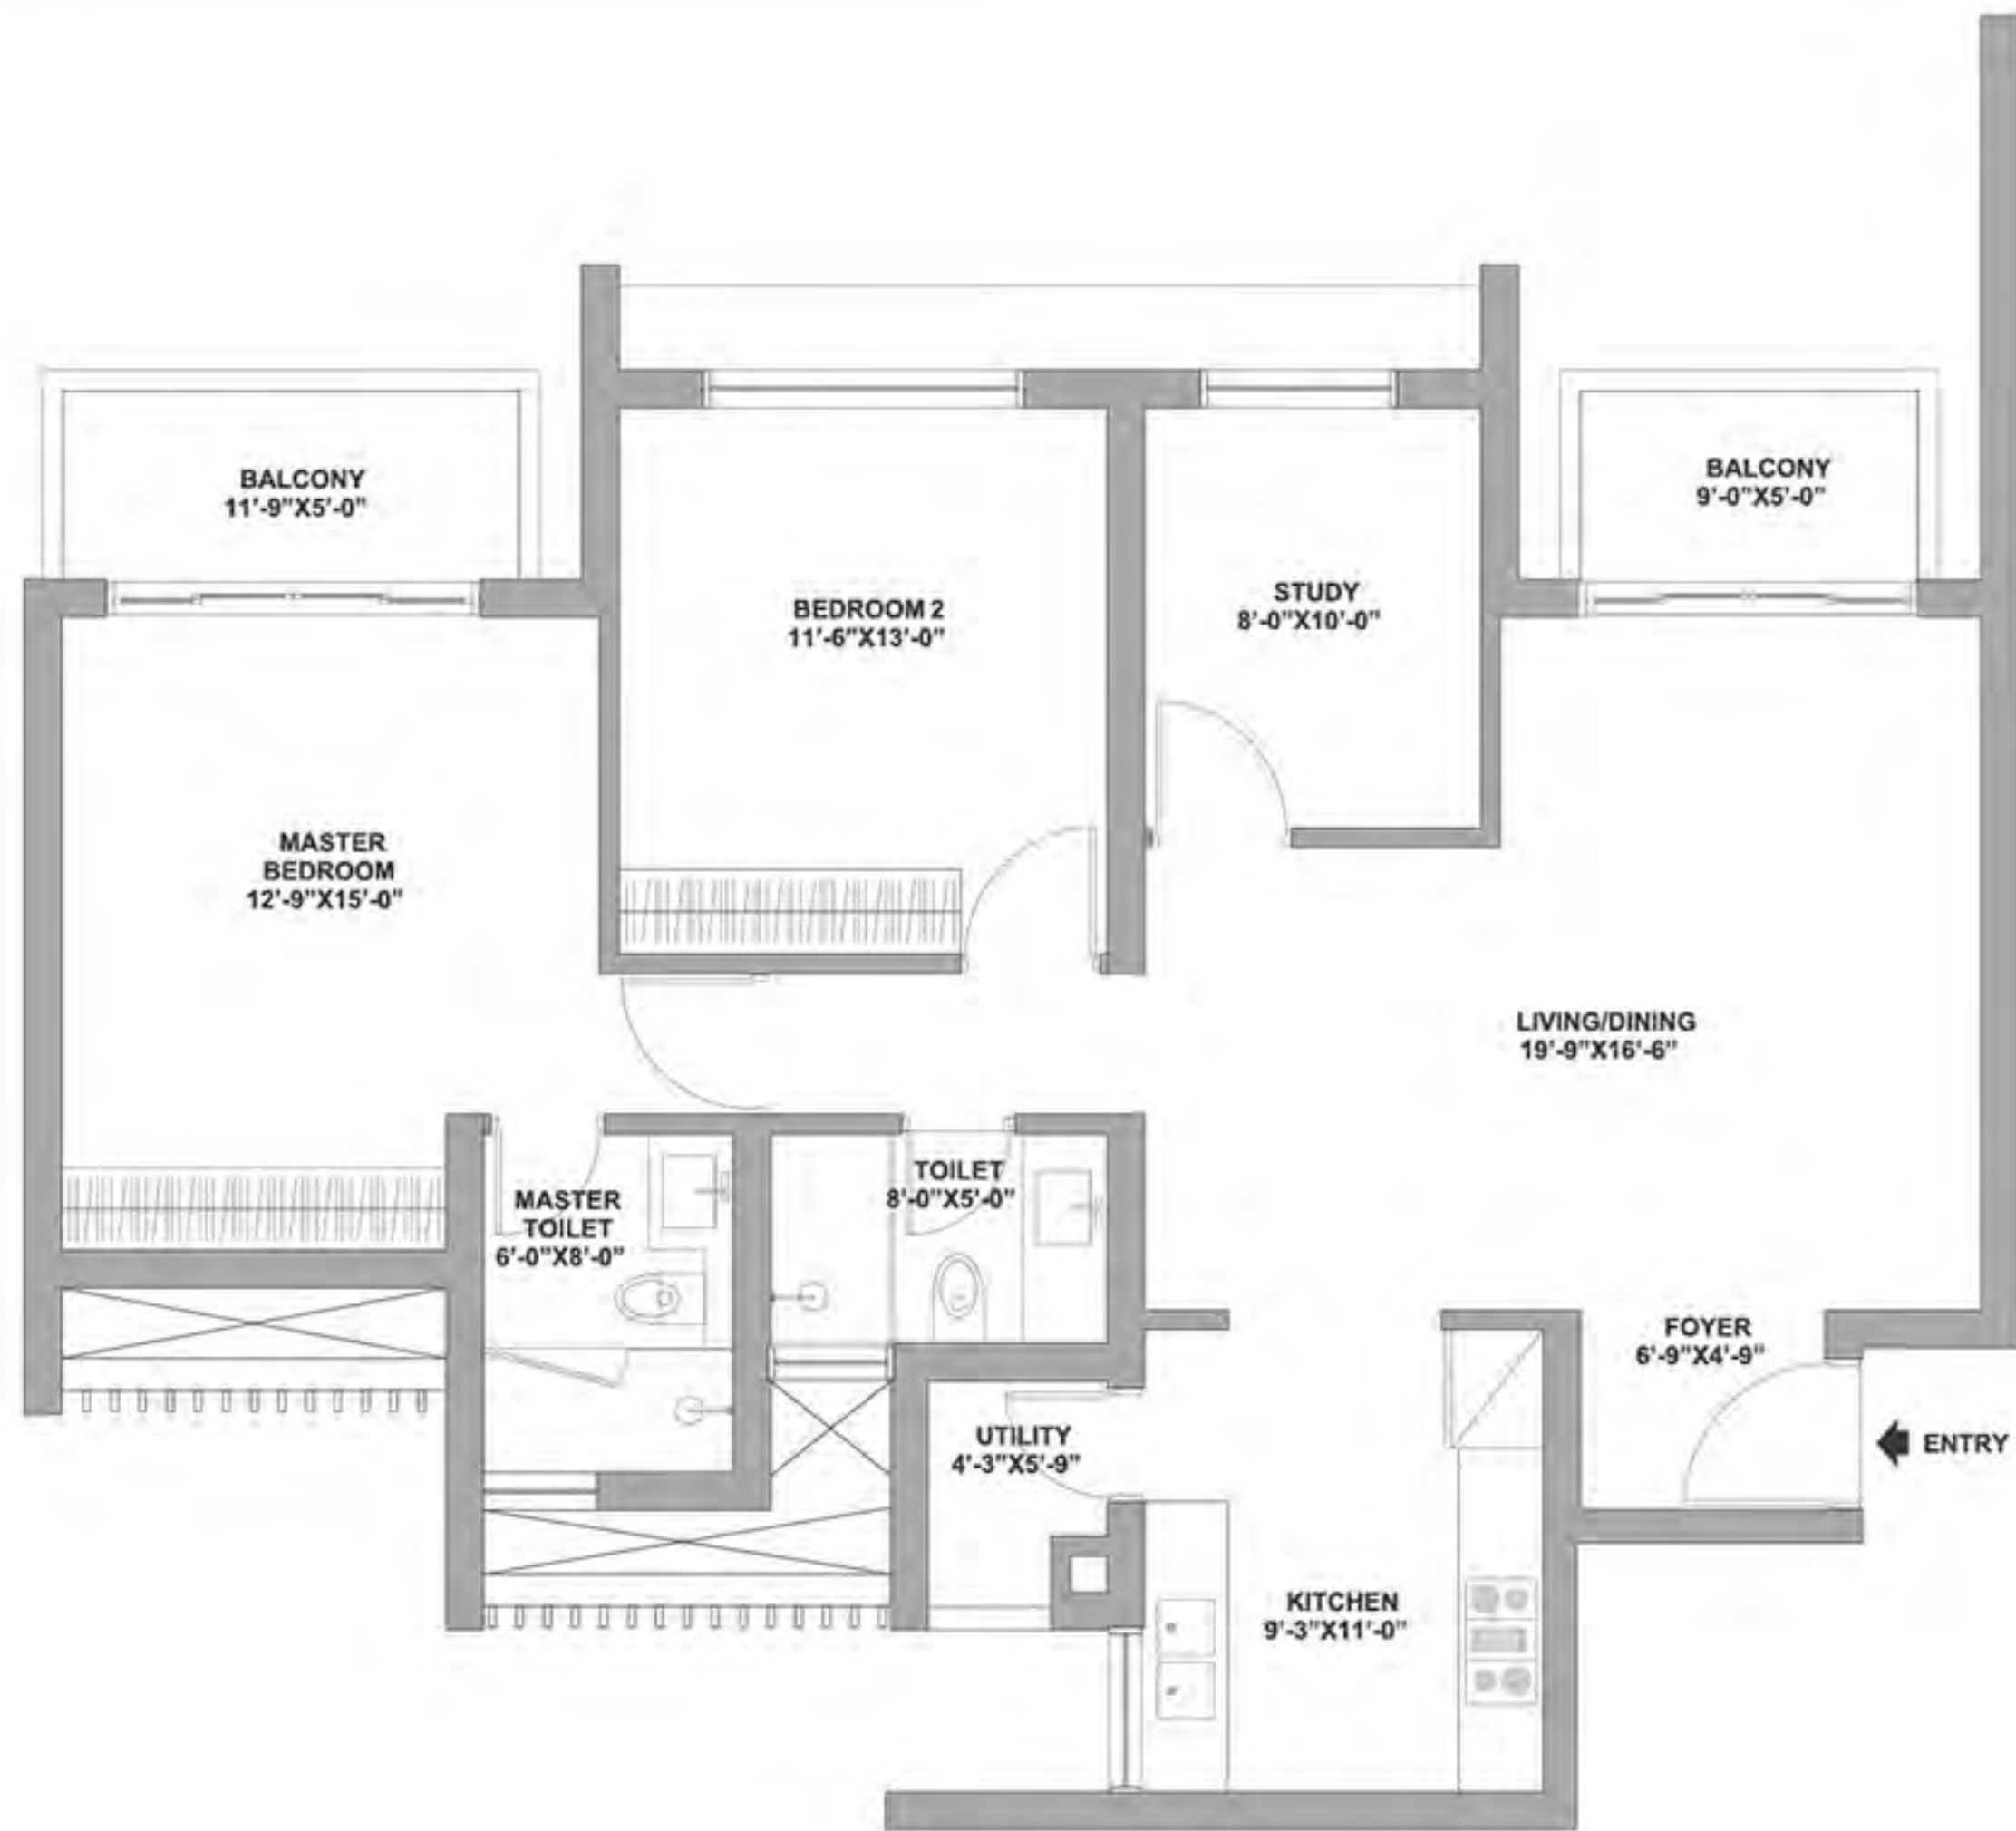 BALCONY
11'-9"X5'-0"
BALCONY
9'-0"X5'-0"
BEDROOM 2
11'-6"X13'-0"
STUDY
8'-0"X10'-0"
MASTER
BEDROOM
12'-9"X15'-0"
LIVING/DINING
19'-9"X16'-6"
MASTER
TOILET
6'-0"X8'-0"
TOILET
8'-0"X5'-0"
FOYER
6'-9"X4'-9"
UTILITY
4'-3"X5'-9"
ENTRY
KITCHEN
9'-3"X11'-0"